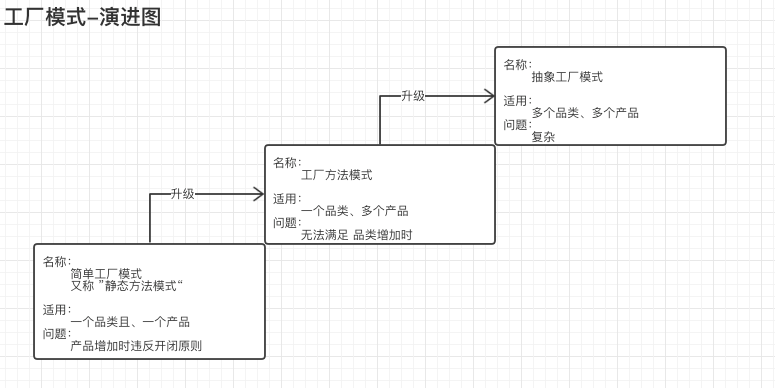 工厂模式-演进图
名称：
抽象工厂模式
适用：
多个品类、多个产品
问题：
复杂
升级
名称：
工厂方法模式
适用：
一个品类、多个产品
问题：
无法满足 品类增加时
升级
名称：
简单工厂模式
又称 ”静态方法模式“
适用：
一个品类且、一个产品
问题：
产品增加时违反开闭原则